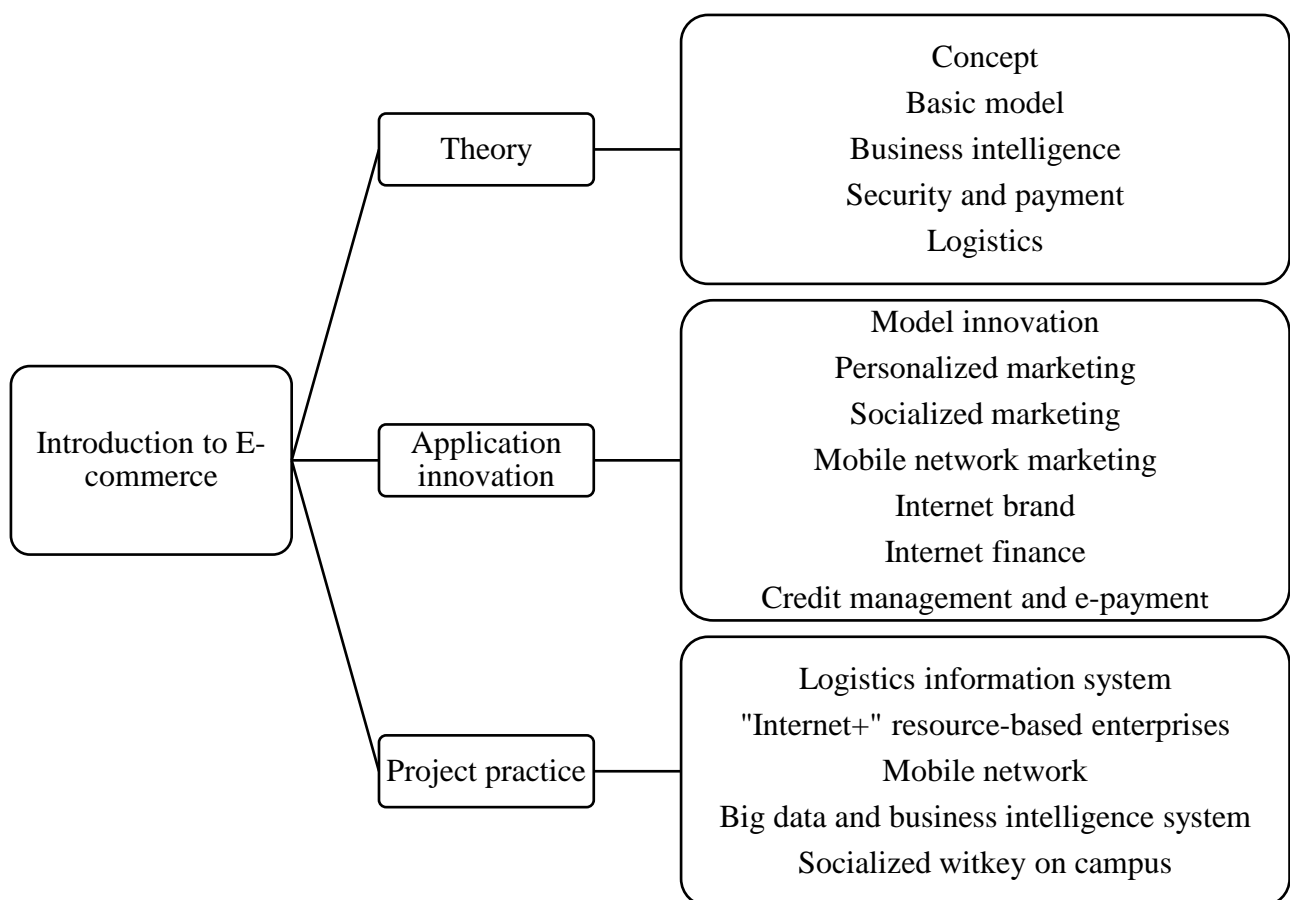 Introduction to E-
commerce
Theory
Concept
Basic model
Business intelligence
Security and payment
Logistics
Application
innovation
Model innovation
Personalized marketing
Socialized marketing
Mobile network marketing
Internet brand
Internet finance
Credit management and e-payment
Project practice
Logistics information system
"Internet+" resource-based enterprises
Mobile network
Big data and business intelligence system
Socialized witkey on campus